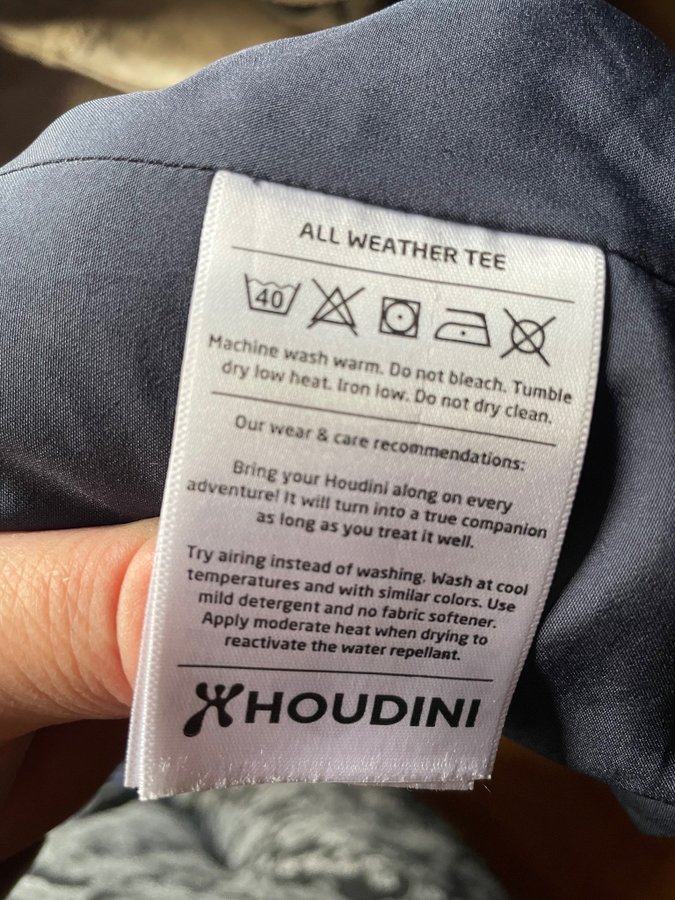 ALL WEATHER TEE
40
Machine wash warm. Do not bleach. Tumble
dry low heat. Iron low. Do not dry clean.
Our wear & care recommendations:
Bring your Houdini along on every
adventure! It will turn into a true companion
as long as you treat it well.
Try airing instead of washing. Wash at cool
temperatures and with similar colors. Use
mild detergent and no fabric softener.
Apply moderate heat when drying to
reactivate the water repellant.
HOUDINI